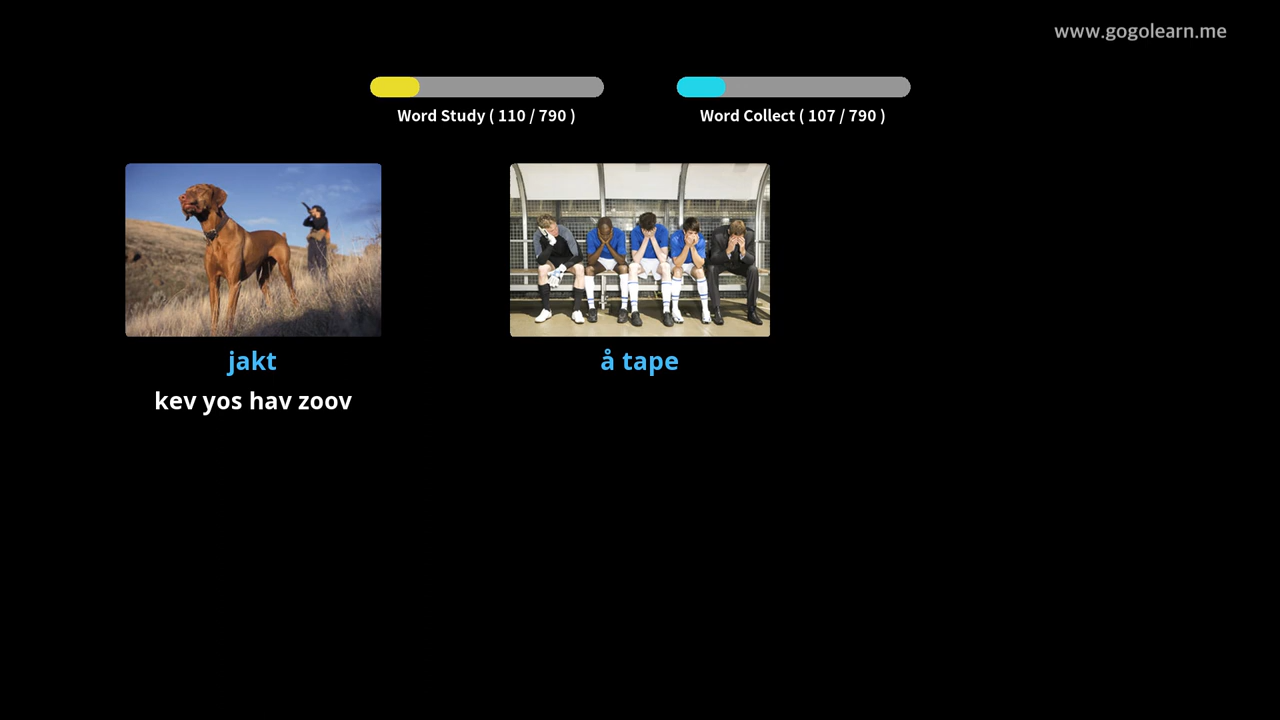 www.gogolearn.me
Word Study ( 110 / 790 )
Word Collect ( 107 / 790 )
jakt
å tape
kev yos hav zoov